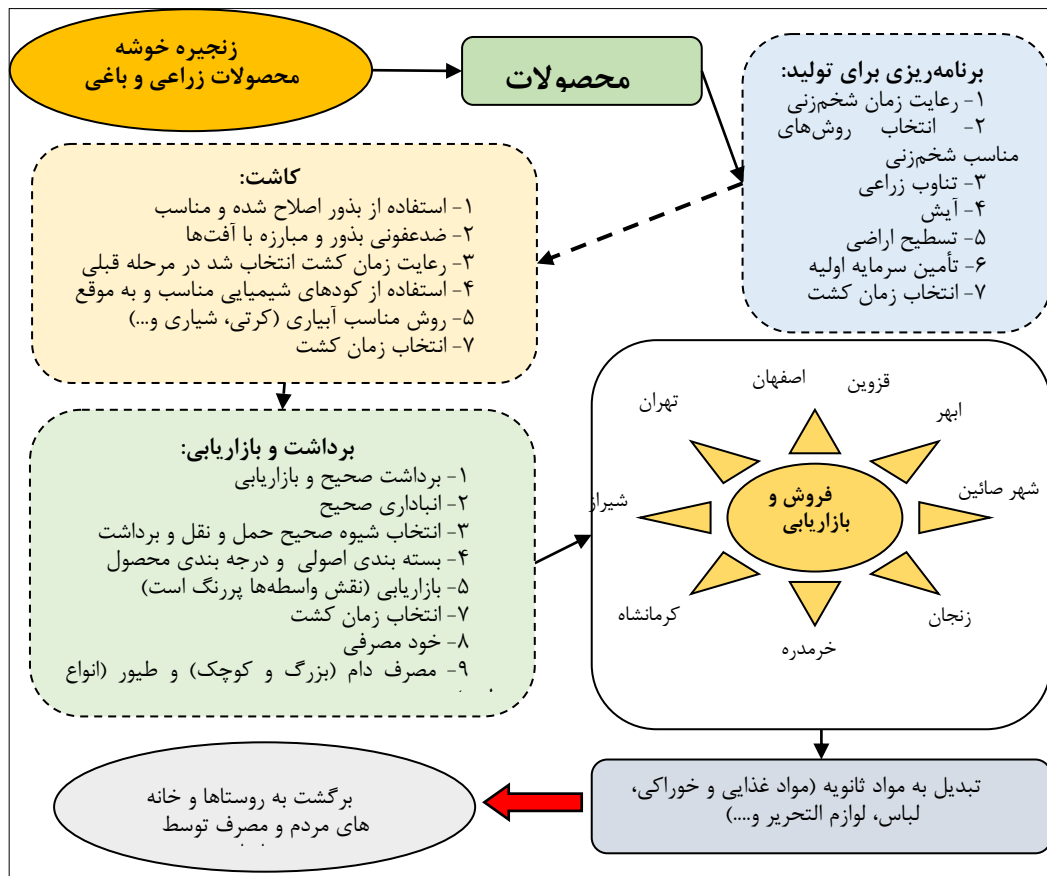 زنجیره خوشه
محصولات زراعی و باغی
محصولات
برنامه‌ریزی برای تولید:
۱- رعایت زمان شخم‌زنی
۲- انتخاب روش‌های
مناسب شخم‌زنی
۳- تناوب زراعی
۴- آیش
۵- تسطیح اراضی
۶- تأمین سرمایه اولیه
۷- انتخاب زمان کشت
کاشت:
۱- استفاده از بذور اصلاح شده و مناسب
۲- ضدعفونی بذور و مبارزه با آفت‌ها
۳- رعایت زمان کشت انتخاب شد در مرحله قبلی
۴- استفاده از کودهای شیمیایی مناسب و به موقع
۵- روش مناسب آبیاری (کرتی، شیاری و...)
۷- انتخاب زمان کشت
برداشت و بازاریابی:
۱- برداشت صحیح و بازاریابی
۲- انباداری صحیح
۳- انتخاب شیوه صحیح حمل و نقل و برداشت
۴- بسته بندی اصولی و درجه بندی محصول
۵- بازاریابی (نقش واسطه‌ها پررنگ است)
۷- انتخاب زمان کشت
۸- خود مصرفی
۹- مصرف دام (بزرگ و کوچک) و طیور (انواع
فروش و
بازاریابی
اصفهان
قزوین
ابهر
شهر صائین
زنجان
خرمدره
کرمانشاه
شیراز
تهران
تبدیل به مواد ثانویه (مواد غذایی و خوراکی،
لباس، لوازم التحریر و....)
برگشت به روستاها و خانه
های مردم و مصرف توسط